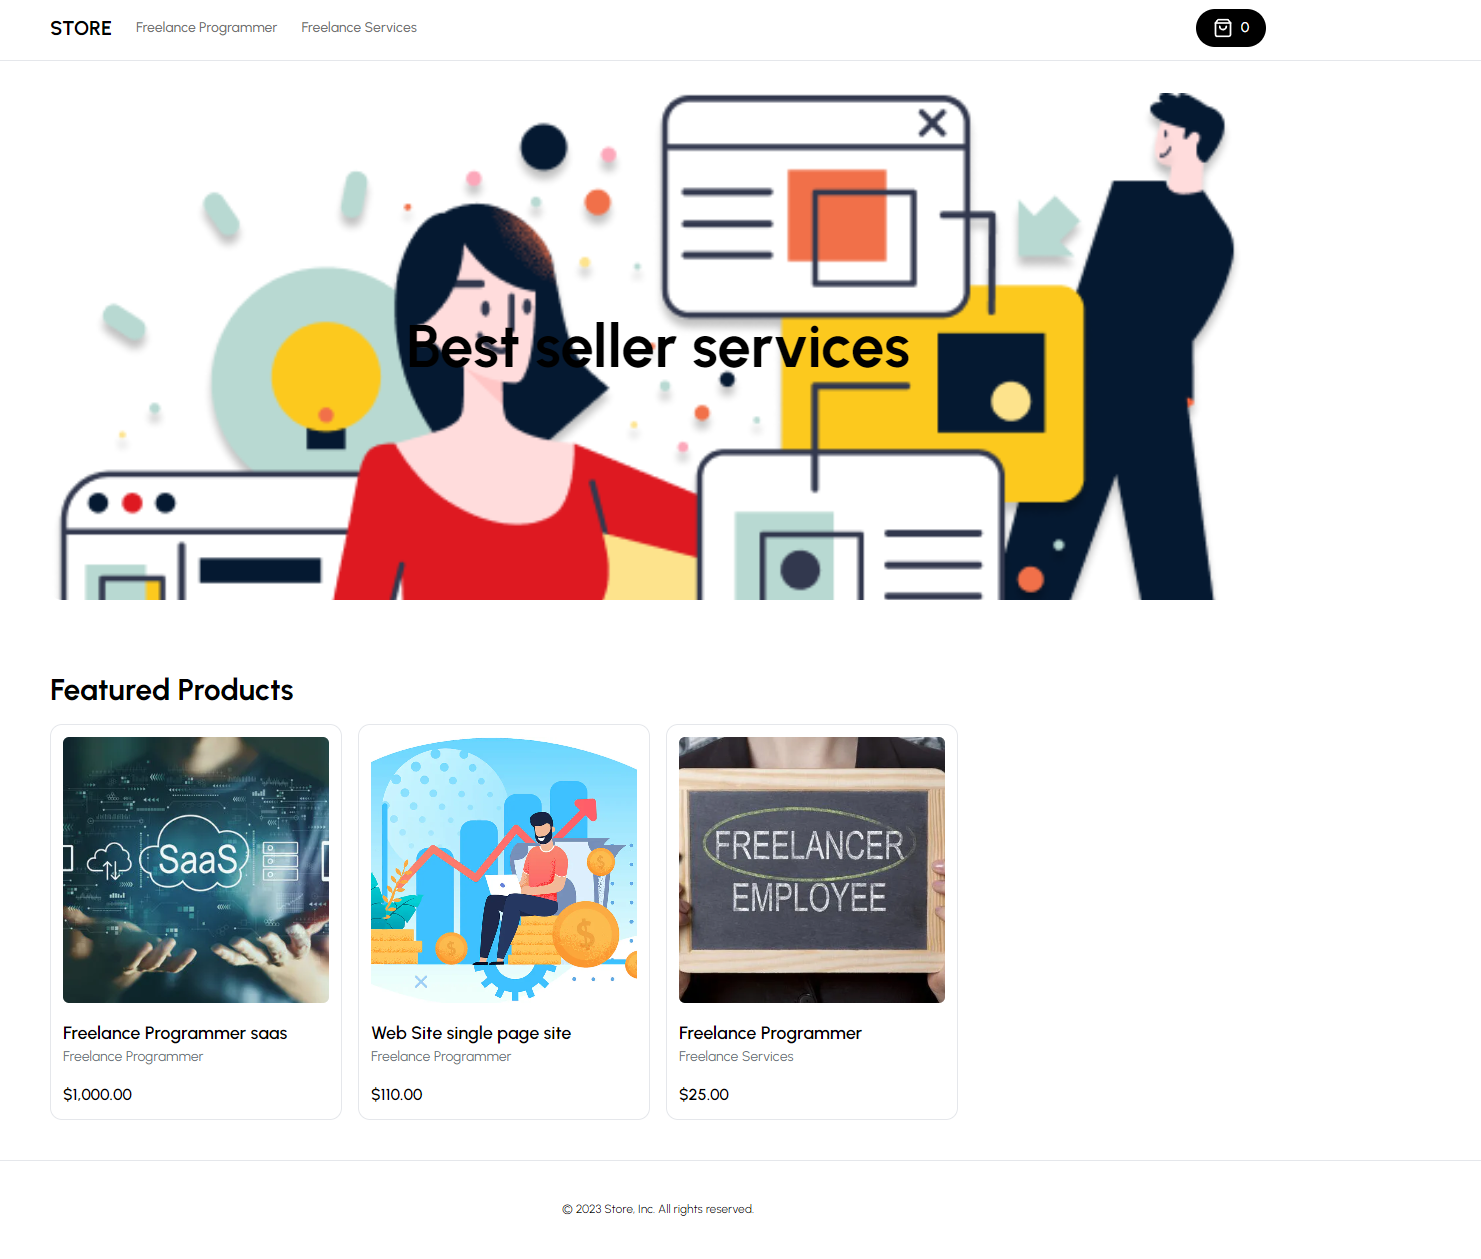 STORE Freelance Programmer Freelance Services 0
Best seller services
Featured Products
SaaS
FREELANCER
EMPLOYEE
Freelance Programmer saas
Freelance Programmer
$1,000.00
Web Site single page site
Freelance Programmer
$110.00
Freelance Programmer
Freelance Services
$25.00
© 2023 Store, Inc. All rights reserved.